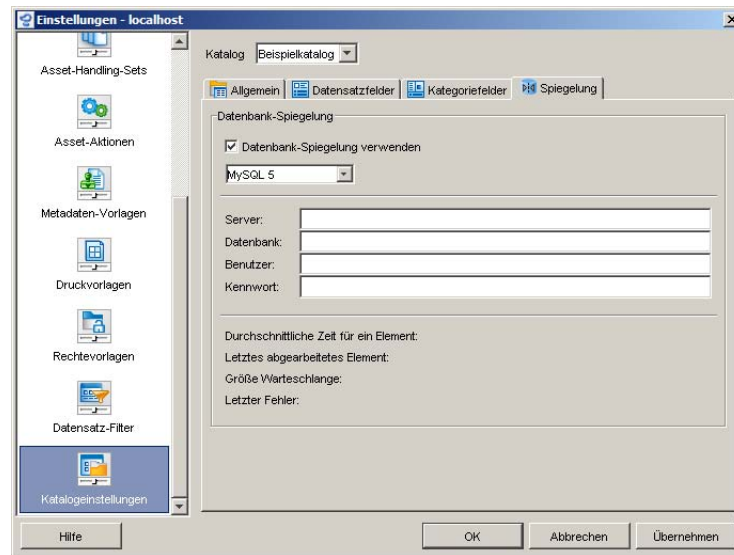 Einstellungen - localhost
Asset-Handling-Sets
Asset-Aktionen
Metadaten-Vorlagen
Druckvorlagen
Rechtevorlagen
Datensatz-Filter
Katalogeinstellungen
Katalog Beispielkatalog
Allgemein Datensatzfelder Kategoriefelder Spiegelung
Datenbank-Spiegelung
Datenbank-Spiegelung verwenden
MySQL 5
Server:
Datenbank:
Benutzer:
Kennwort:
Durchschnittliche Zeit für ein Element:
Letztes abgearbeitetes Element:
Größe Warteschlange:
Letzter Fehler:
Hilfe OK Abbrechen Übernehmen